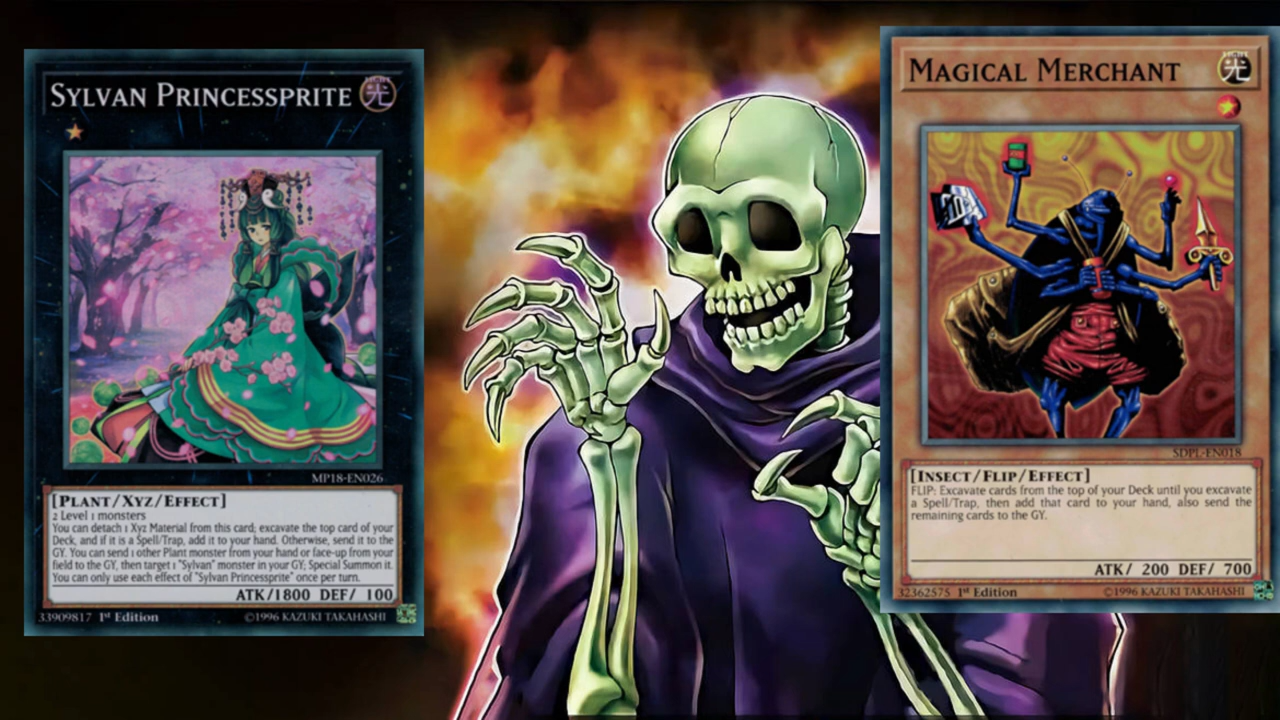 SYLVAN PRINCESSPRITE
LIGHT
光
MP18-EN026
[PLANT/XYZ/EFFECT]
2 Level 1 monsters
You can detach 1 Xyz Material from this card; excavate the top card of your
Deck, and if it is a Spell/Trap, add it to your hand. Otherwise, send it to the
GY. You can send 1 other Plant monster from your hand or face-up from your
field to the GY, then target 1 "Sylvan" monster in your GY; Special Summon it.
You can only use each effect of "Sylvan Princessprite" once per turn.
ATK/1800 DEF/ 100
33909817 1st Edition ©1996 KAZUKI TAKAHASHI
MAGICAL MERCHANT
LIGHT
光
SDPL-EN018
[INSECT/FLIP/EFFECT]
FLIP: Excavate cards from the top of your Deck until you excavate
a Spell/Trap, then add that card to your hand, also send the
remaining cards to the GY.
ATK/ 200 DEF/ 700
32362575 1st Edition ©1996 KAZUKI TAKAHASHI